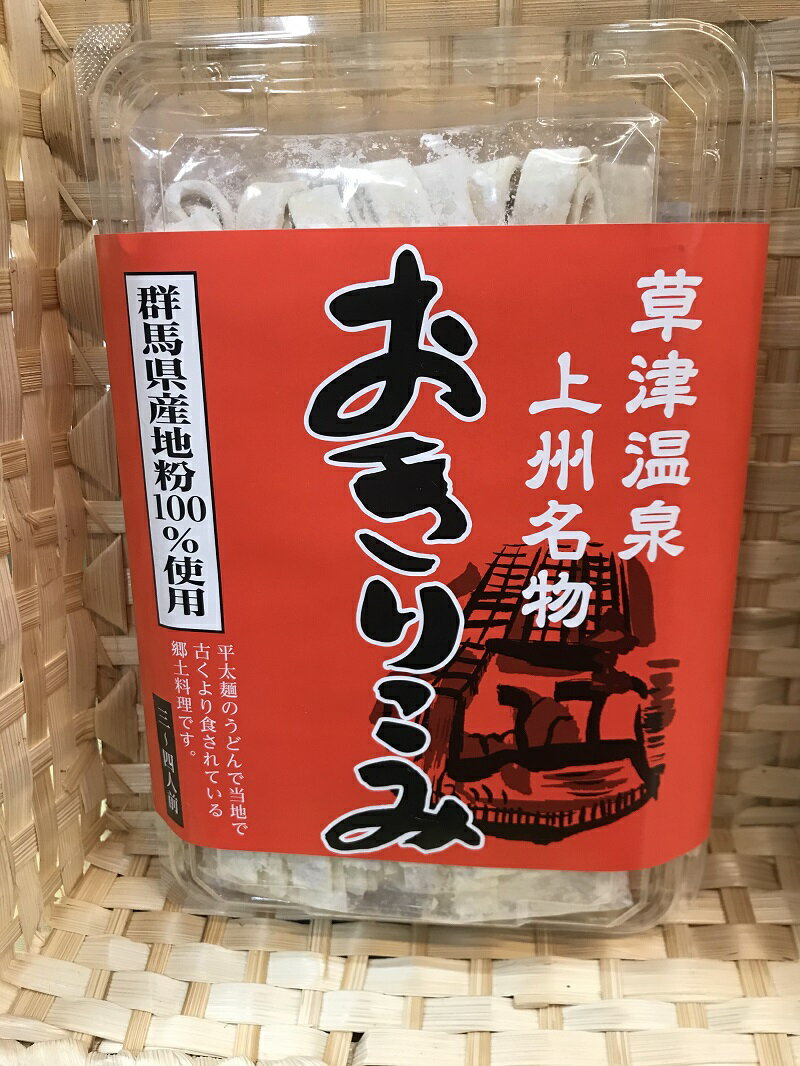 草津温泉
上州名物
おきりこみ
群馬県産地粉100%使用
平太麺のうどんで当地で
古くより食されている
郷土料理です。
三〜四人前